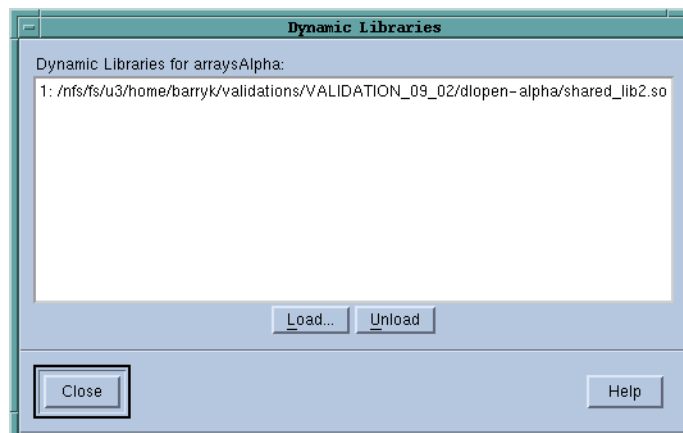 Dynamic Libraries
Dynamic Libraries for arraysAlpha:
1: /nfs/fs/u3/home/barryk/validations/VALIDATION_09_02/dlopen-alpha/shared_lib2.so
Load... Unload
Close Help